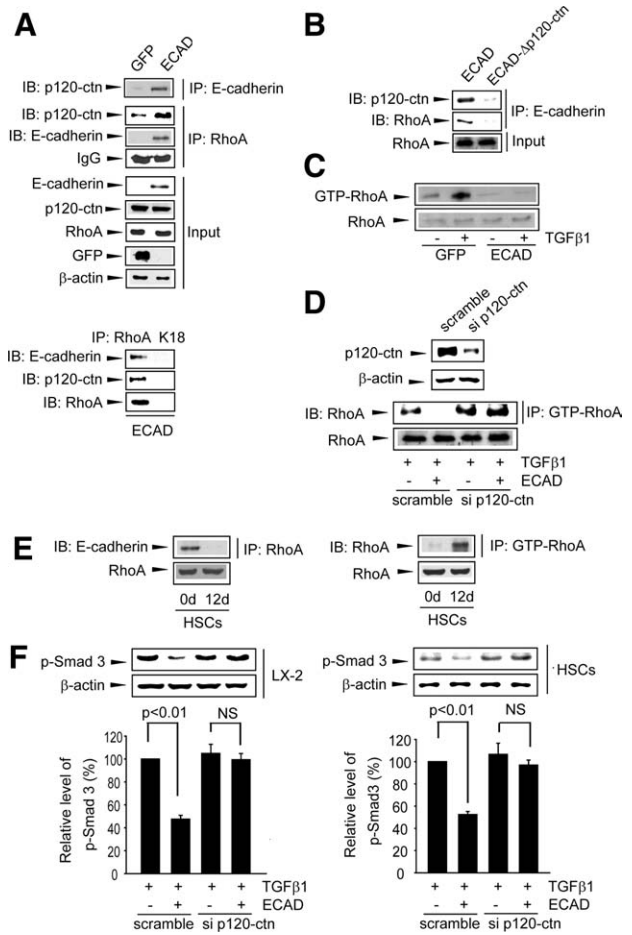 A
GFP
ECAD
IB: p120-ctn
IP: E-cadherin
IB: p120-ctn
IB: E-cadherin
IP: RhoA
IgG
E-cadherin
p120-ctn
RhoA
Input
GFP
β-actin
IP: RhoA K18
IB: E-cadherin
IB: p120-ctn
IB: RhoA
ECAD
B
ECAD
ECAD-Δp120-ctn
IB: p120-ctn
IP: E-cadherin
IB: RhoA
RhoA
Input
C
GTP-RhoA
RhoA
- + - + TGFβ1
GFP ECAD
D
scramble
si p120-ctn
p120-ctn
β-actin
IB: RhoA
IP: GTP-RhoA
RhoA
+ + + + TGFβ1
- + - + ECAD
scramble si p120-ctn
E
IB: E-cadherin
IP: RhoA
RhoA
0d 12d
HSCs
IB: RhoA
IP: GTP-RhoA
RhoA
0d 12d
HSCs
F
p-Smad 3
LX-2
β-actin
p<0.01
NS
Relative level of
p-Smad 3 (%)
120
100
80
60
40
20
0
+ + + + TGFβ1
- + - + ECAD
scramble si p120-ctn
p-Smad 3
HSCs
β-actin
p<0.01
NS
Relative level of
p-Smad3 (%)
120
100
80
60
40
20
0
+ + + + TGFβ1
- + - + ECAD
scramble si p120-ctn